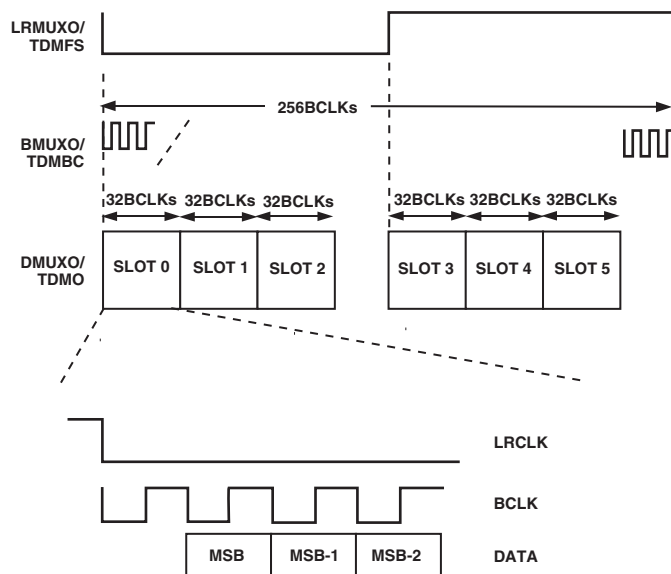 LRMUXO/
TDMFS
256BCLKs
BMUXO/
TDMBC
32BCLKs 32BCLKs 32BCLKs 32BCLKs 32BCLKs 32BCLKs
DMUXO/
TDMO
SLOT 0 SLOT 1 SLOT 2 SLOT 3 SLOT 4 SLOT 5
LRCLK
BCLK
MSB MSB-1 MSB-2 DATA